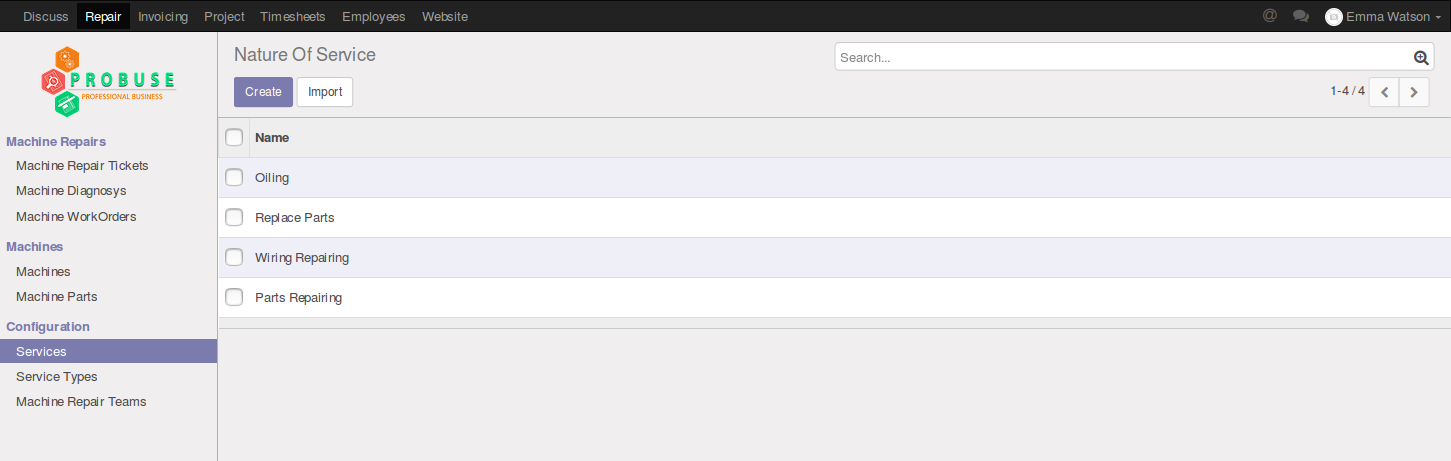 Discuss Repair Invoicing Project Timesheets Employees Website @ Emma Watson
PROBUSE
PROFESSIONAL BUSINESS
Machine Repairs
Machine Repair Tickets
Machine Diagnosys
Machine WorkOrders
Machines
Machines
Machine Parts
Configuration
Services
Service Types
Machine Repair Teams
Nature Of Service
Search...
Create Import
1-4 / 4
Name
Oiling
Replace Parts
Wiring Repairing
Parts Repairing